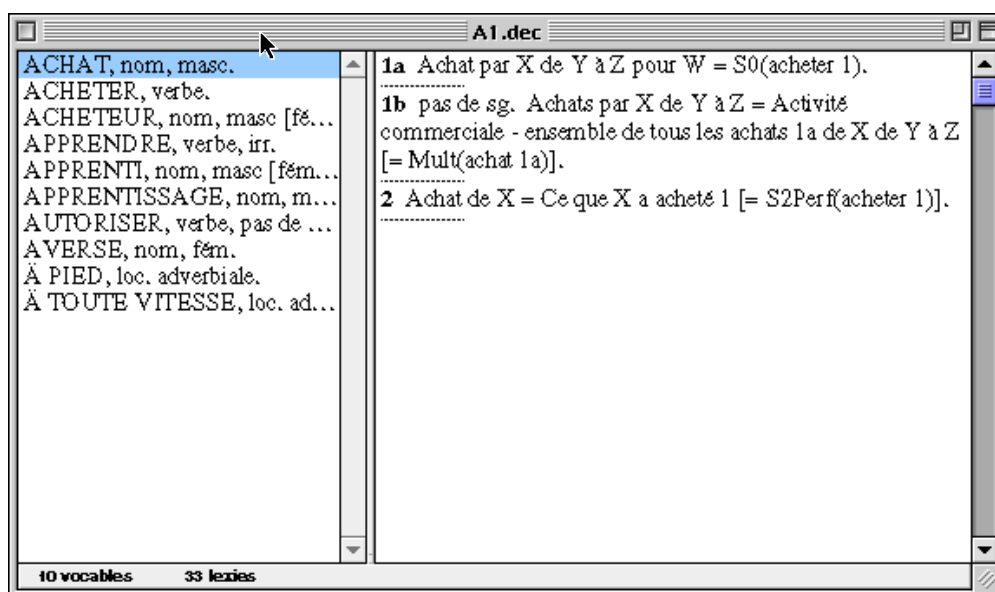 A1.dec
ACHAT, nom, masc.
ACHETER, verbe.
ACHETEUR, nom, masc [fé...
APPRENDRE, verbe, irr.
APPRENTI, nom, masc [fém...
APPRENTISSAGE, nom, m...
AUTORISER, verbe, pas de ...
AVERSE, nom, fém.
Ä PIED, loc. adverbiale.
Ä TOUTE VITESSE, loc. ad...
1a Achat par X de Y à Z pour W = S0(acheter 1).
1b pas de sg. Achats par X de Y à Z = Activité
commerciale - ensemble de tous les achats 1a de X de Y à Z
[= Mult(achat 1a)].
2 Achat de X = Ce que X a acheté 1 [= S2Perf(acheter 1)].
10 vocables 33 lexies